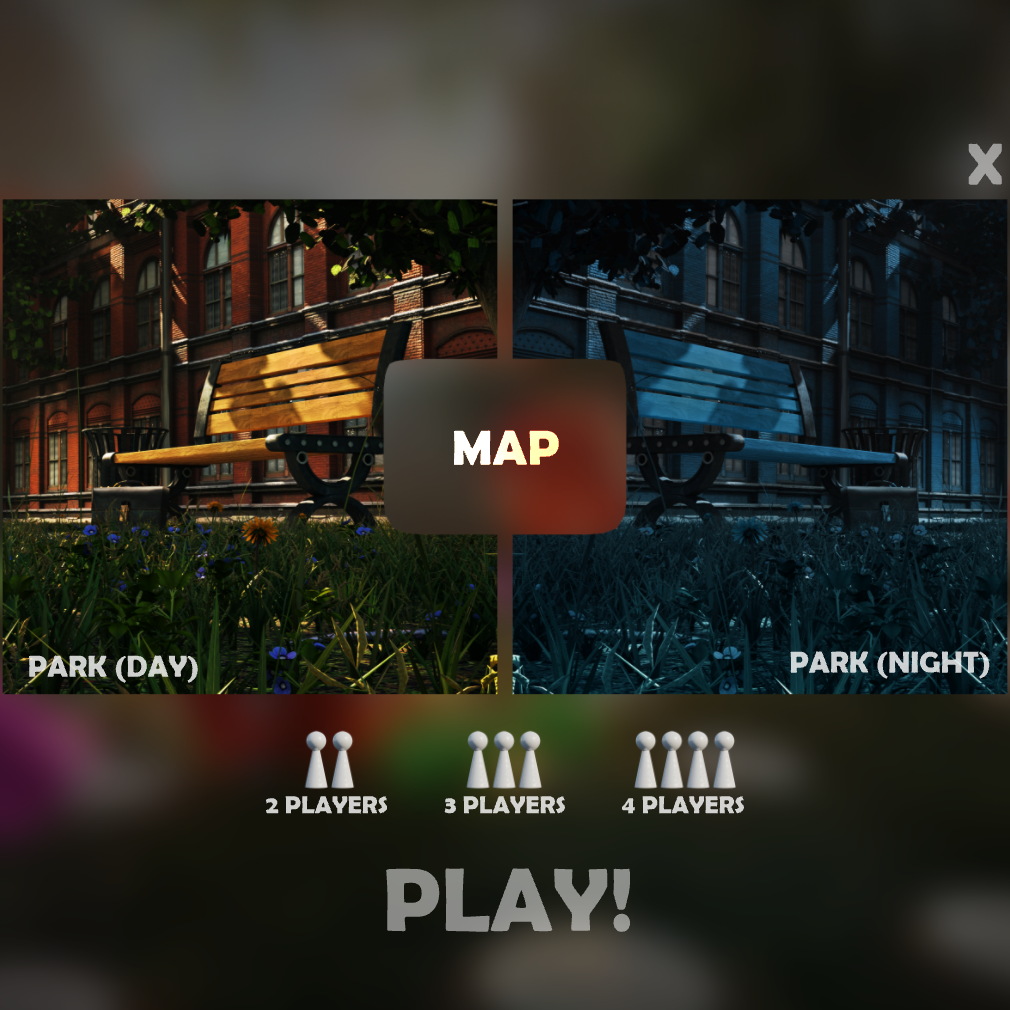 X
MAP
PARK (DAY)
PARK (NIGHT)
2 PLAYERS
3 PLAYERS
4 PLAYERS
PLAY!